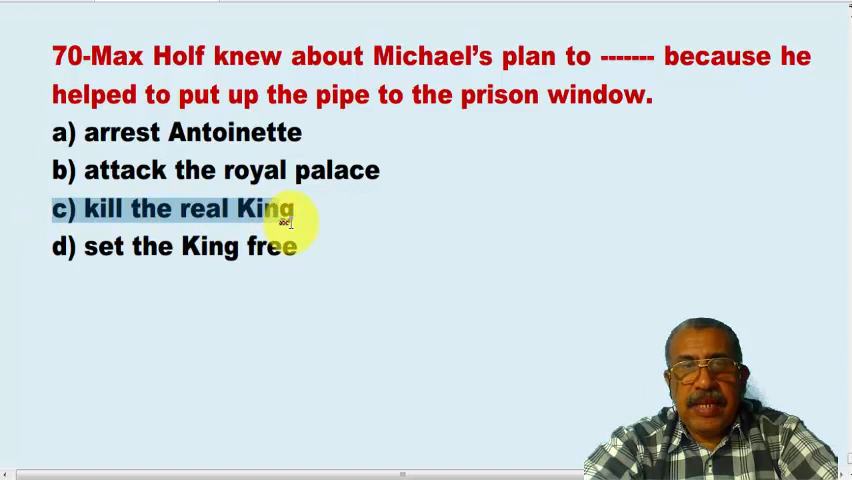 70-Max Holf knew about Michael’s plan to ------- because he
helped to put up the pipe to the prison window.
a) arrest Antoinette
b) attack the royal palace
c) kill the real King
d) set the King free